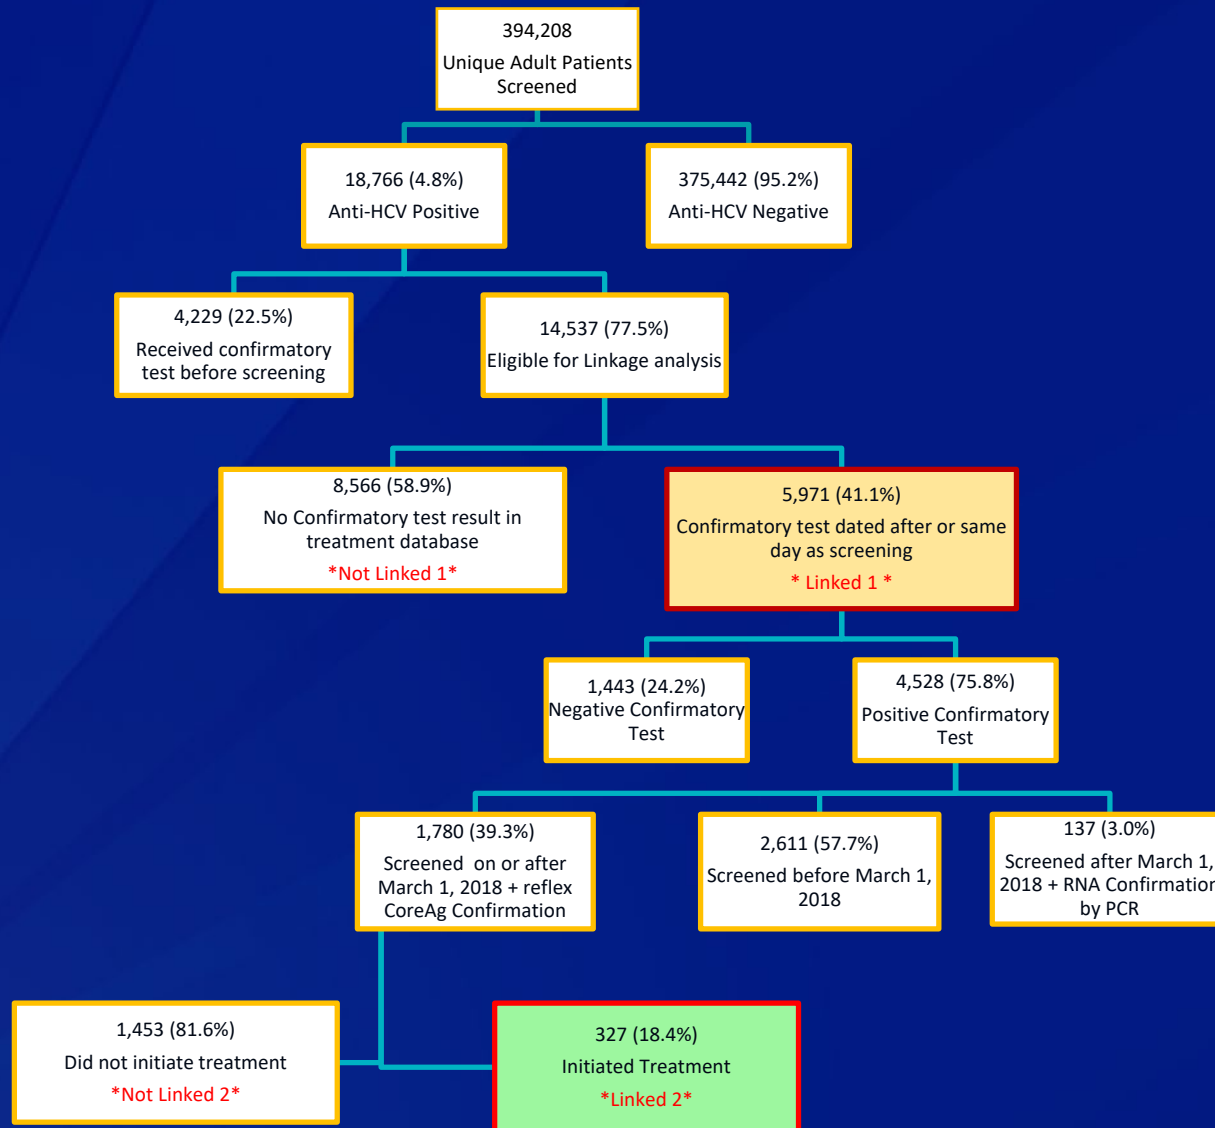 394,208
Unique Adult Patients
Screened
18,766 (4.8%)
Anti-HCV Positive
375,442 (95.2%)
Anti-HCV Negative
4,229 (22.5%)
Received confirmatory
test before screening
14,537 (77.5%)
Eligible for Linkage analysis
8,566 (58.9%)
No Confirmatory test result in
treatment database
*Not Linked 1*
5,971 (41.1%)
Confirmatory test dated after or same
day as screening
* Linked 1 *
1,443 (24.2%)
Negative Confirmatory
Test
4,528 (75.8%)
Positive Confirmatory
Test
1,780 (39.3%)
Screened on or after
March 1, 2018 + reflex
CoreAg Confirmation
2,611 (57.7%)
Screened before March 1,
2018
137 (3.0%)
Screened after March 1,
2018 + RNA Confirmation
by PCR
1,453 (81.6%)
Did not initiate treatment
*Not Linked 2*
327 (18.4%)
Initiated Treatment
*Linked 2*